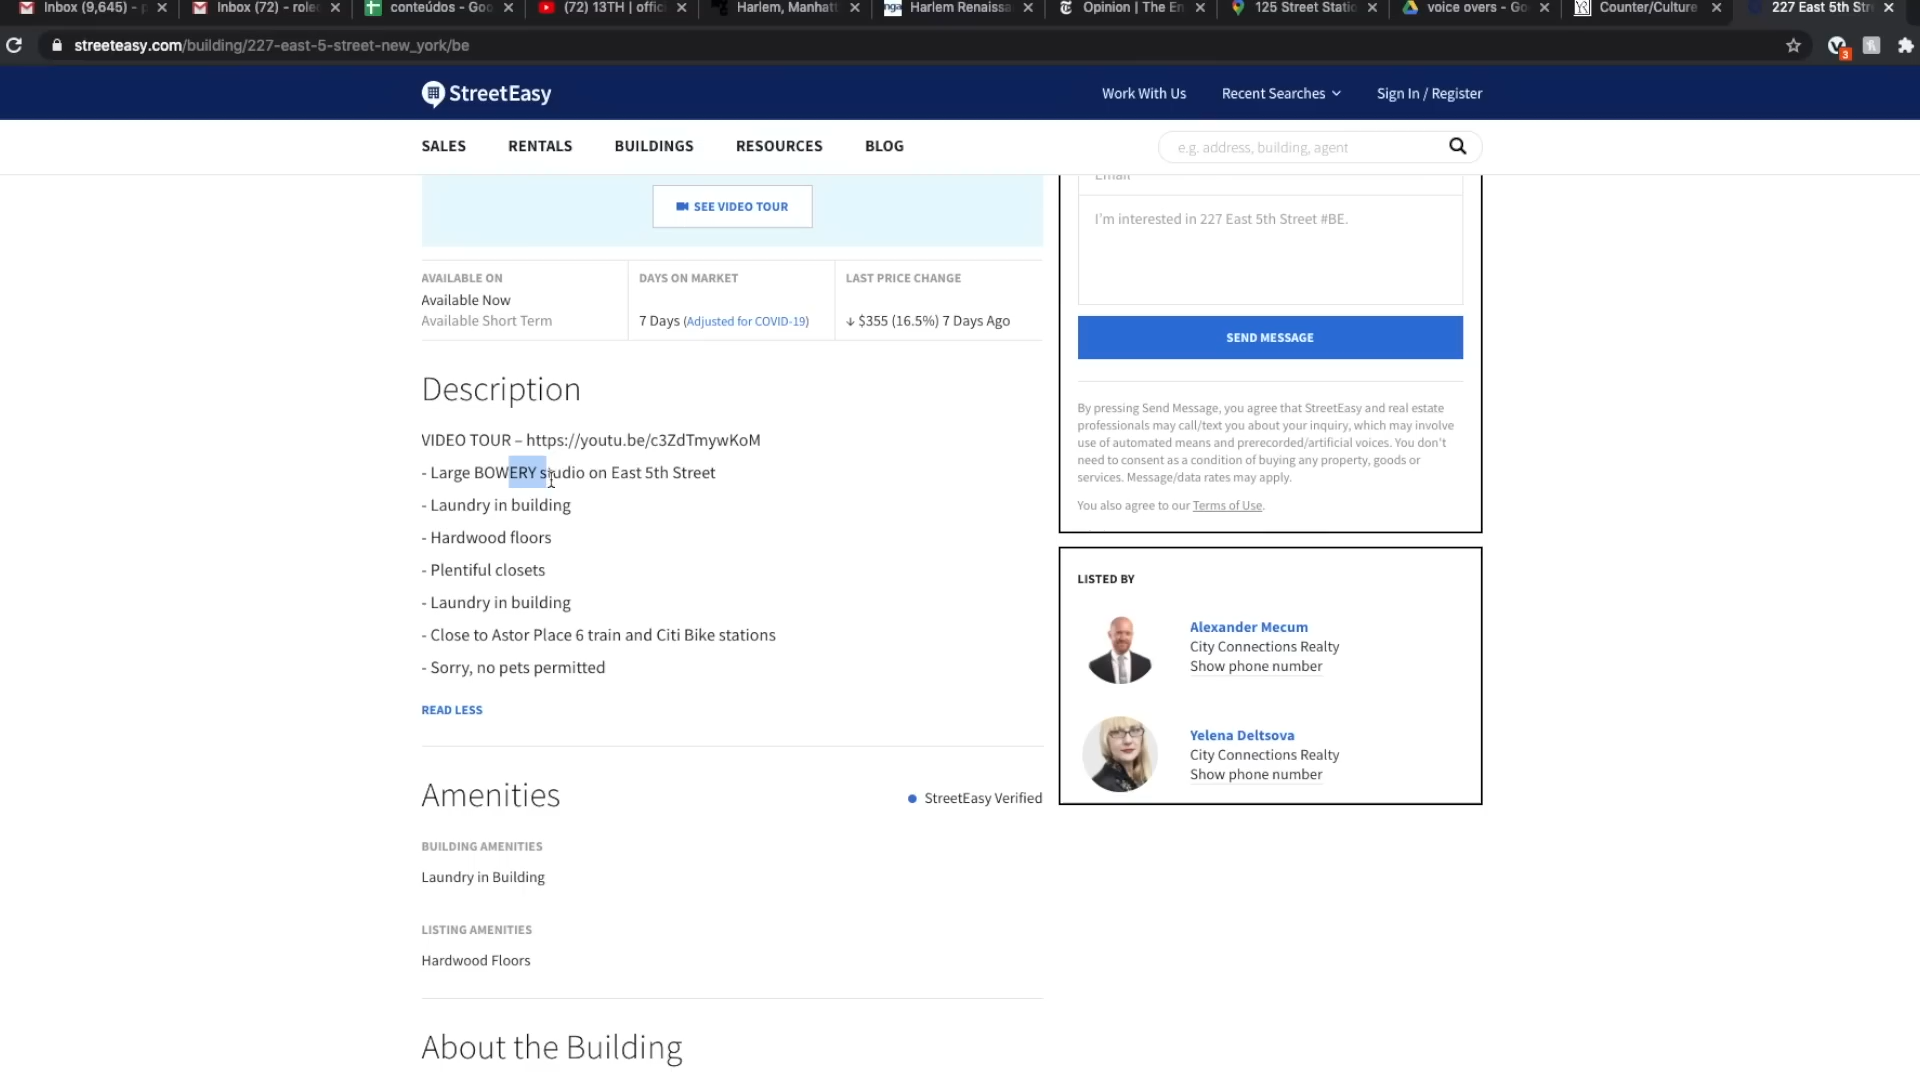 Inbox (9,645) - p
Inbox (72) - role
conteúdos - Goo
(72) 13TH | offici
Harlem, Manhatt
Harlem Renaissa
Opinion | The En
125 Street Statio
voice overs - Go
Counter/Culture
227 East 5th Str
streeteasy.com/building/227-east-5-street-new_york/be
3
StreetEasy
Work With Us
Recent Searches
Sign In / Register
SALES
RENTALS
BUILDINGS
RESOURCES
BLOG
e.g. address, building, agent
SEE VIDEO TOUR
AVAILABLE ON
Available Now
Available Short Term
DAYS ON MARKET
7 Days (Adjusted for COVID-19)
LAST PRICE CHANGE
↓ $355 (16.5%) 7 Days Ago
Description
VIDEO TOUR – https://youtu.be/c3ZdTmywKoM
- Large BOWERY studio on East 5th Street
- Laundry in building
- Hardwood floors
- Plentiful closets
- Laundry in building
- Close to Astor Place 6 train and Citi Bike stations
- Sorry, no pets permitted
READ LESS
Amenities
StreetEasy Verified
BUILDING AMENITIES
Laundry in Building
LISTING AMENITIES
Hardwood Floors
About the Building
Email
I'm interested in 227 East 5th Street #BE.
SEND MESSAGE
By pressing Send Message, you agree that StreetEasy and real estate
professionals may call/text you about your inquiry, which may involve
use of automated means and prerecorded/artificial voices. You don't
need to consent as a condition of buying any property, goods or
services. Message/data rates may apply.
You also agree to our Terms of Use.
LISTED BY
Alexander Mecum
City Connections Realty
Show phone number
Yelena Deltsova
City Connections Realty
Show phone number